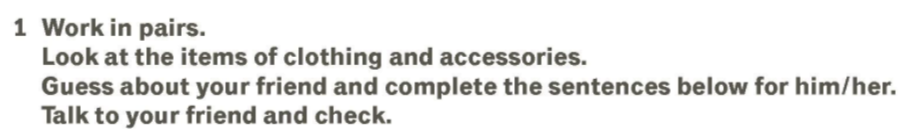 1 Work in pairs.
Look at the items of clothing and accessories.
Guess about your friend and complete the sentences below for him/her.
Talk to your friend and check.